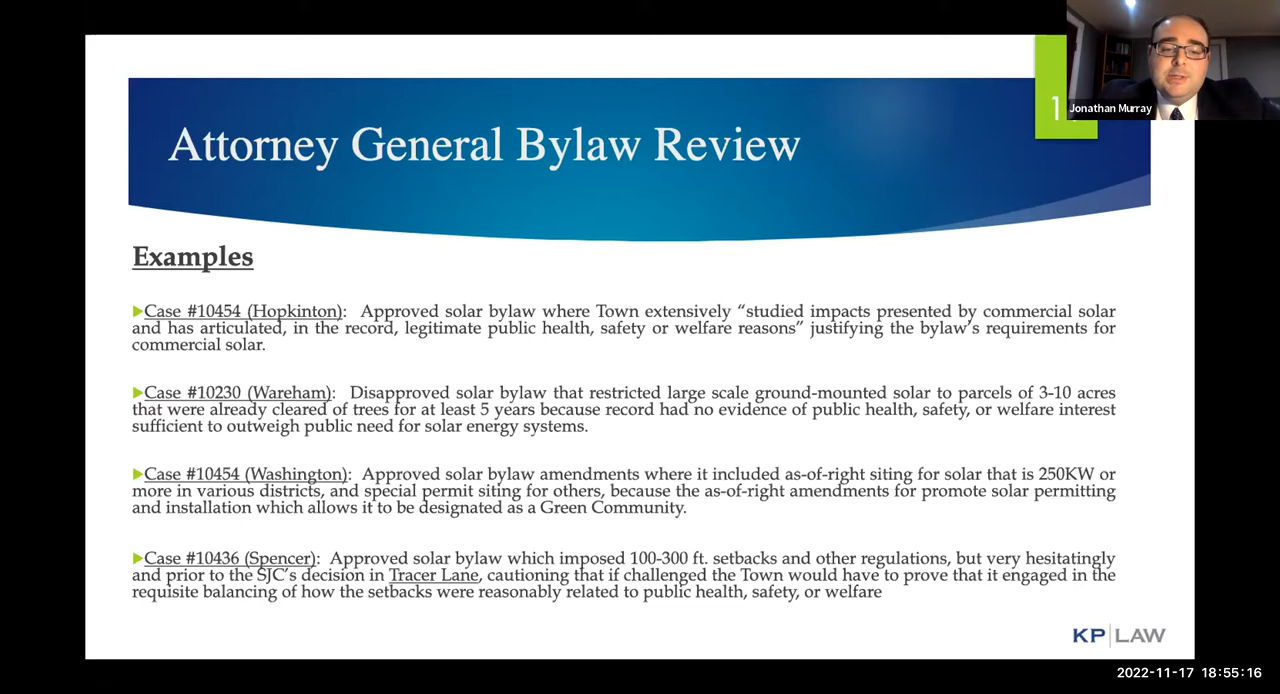 Attorney General Bylaw Review
1
Jonathan Murray
Examples
Case #10454 (Hopkinton): Approved solar bylaw where Town extensively “studied impacts presented by commercial solar
and has articulated, in the record, legitimate public health, safety or welfare reasons” justifying the bylaw’s requirements for
commercial solar.
Case #10230 (Wareham): Disapproved solar bylaw that restricted large scale ground-mounted solar to parcels of 3-10 acres
that were already cleared of trees for at least 5 years because record had no evidence of public health, safety, or welfare interest
sufficient to outweigh public need for solar energy systems.
Case #10454 (Washington): Approved solar bylaw amendments where it included as-of-right siting for solar that is 250KW or
more in various districts, and special permit siting for others, because the as-of-right amendments for promote solar permitting
and installation which allows it to be designated as a Green Community.
Case #10436 (Spencer): Approved solar bylaw which imposed 100-300 ft. setbacks and other regulations, but very hesitatingly
and prior to the SJC’s decision in Tracer Lane, cautioning that if challenged the Town would have to prove that it engaged in the
requisite balancing of how the setbacks were reasonably related to public health, safety, or welfare
KP LAW
2022-11-17 18:55:16